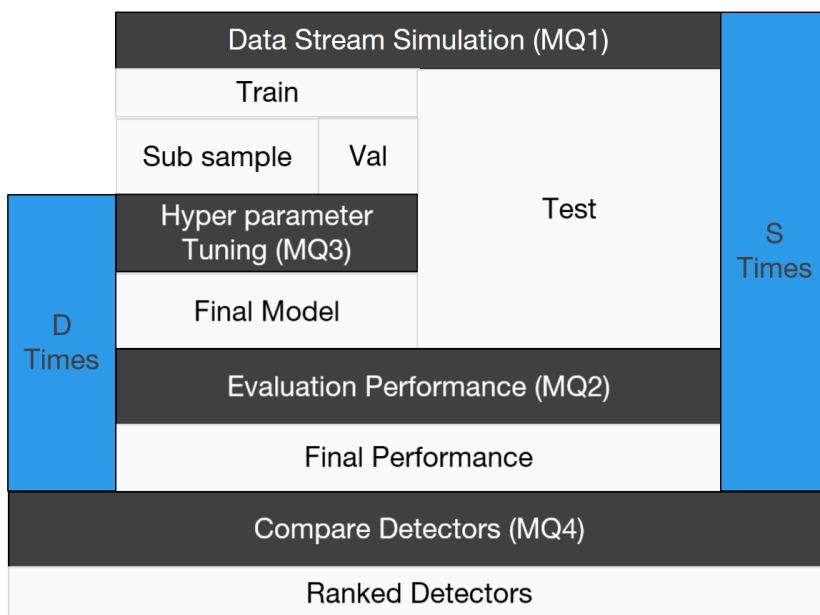 Data Stream Simulation (MQ1)
Train
Sub sample
Val
Test
S
Times
Hyper parameter
Tuning (MQ3)
D
Times
Final Model
Evaluation Performance (MQ2)
Final Performance
Compare Detectors (MQ4)
Ranked Detectors